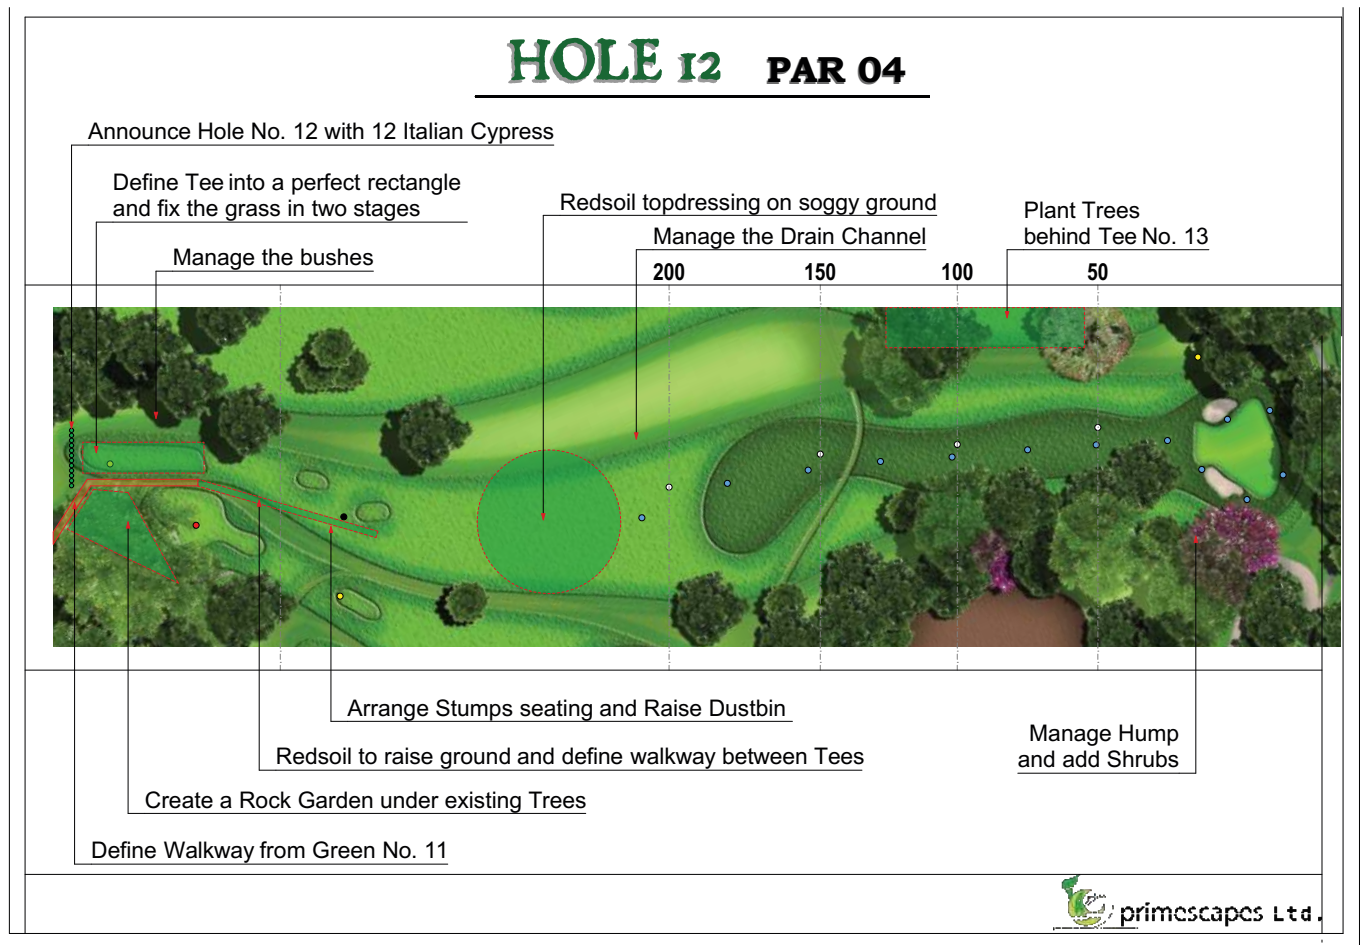 HOLE 12 PAR 04
Announce Hole No. 12 with 12 Italian Cypress
Define Tee into a perfect rectangle
and fix the grass in two stages
Manage the bushes
Redsoil topdressing on soggy ground
Manage the Drain Channel
Plant Trees
behind Tee No. 13
200 150 100 50
Arrange Stumps seating and Raise Dustbin
Redsoil to raise ground and define walkway between Tees
Create a Rock Garden under existing Trees
Define Walkway from Green No. 11
Manage Hump
and add Shrubs
primescapes Ltd.